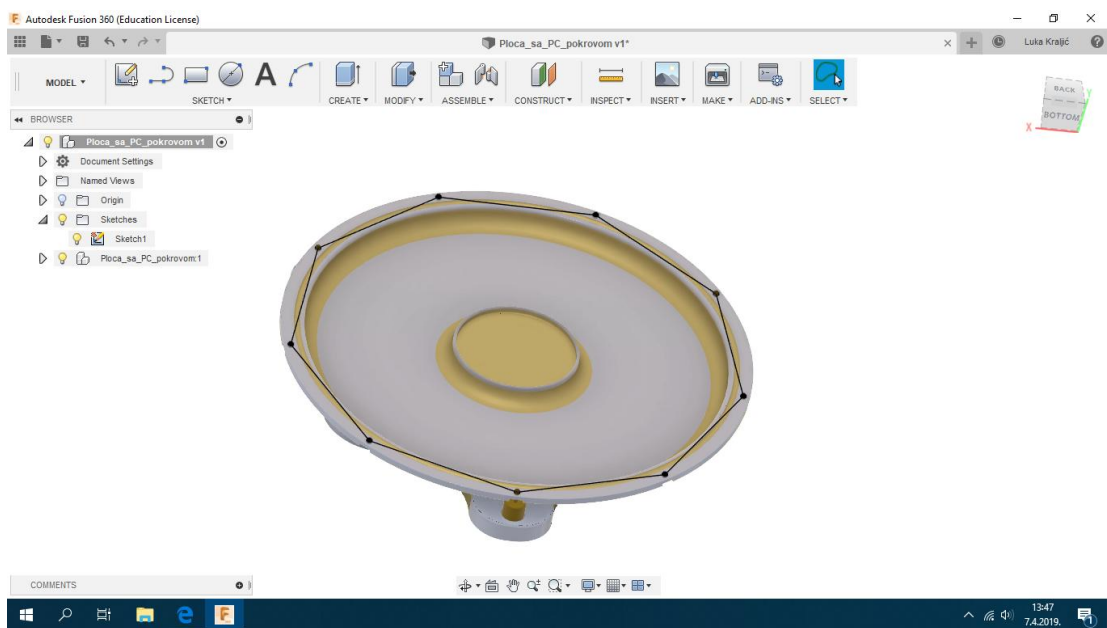 Autodesk Fusion 360 (Education License)
Ploca_sa_PC_pokrovom v1*
Luka Kraljić
MODEL
SKETCH
CREATE
MODIFY
ASSEMBLE
CONSTRUCT
INSPECT
INSERT
MAKE
ADD-INS
SELECT
BROWSER
Ploca_sa_PC_pokrovom v1
Document Settings
Named Views
Origin
Sketches
Sketch1
Ploca_sa_PC_pokrovom:1
BACK
BOTTOM
X
Y
COMMENTS
13:47
7.4.2019.
1